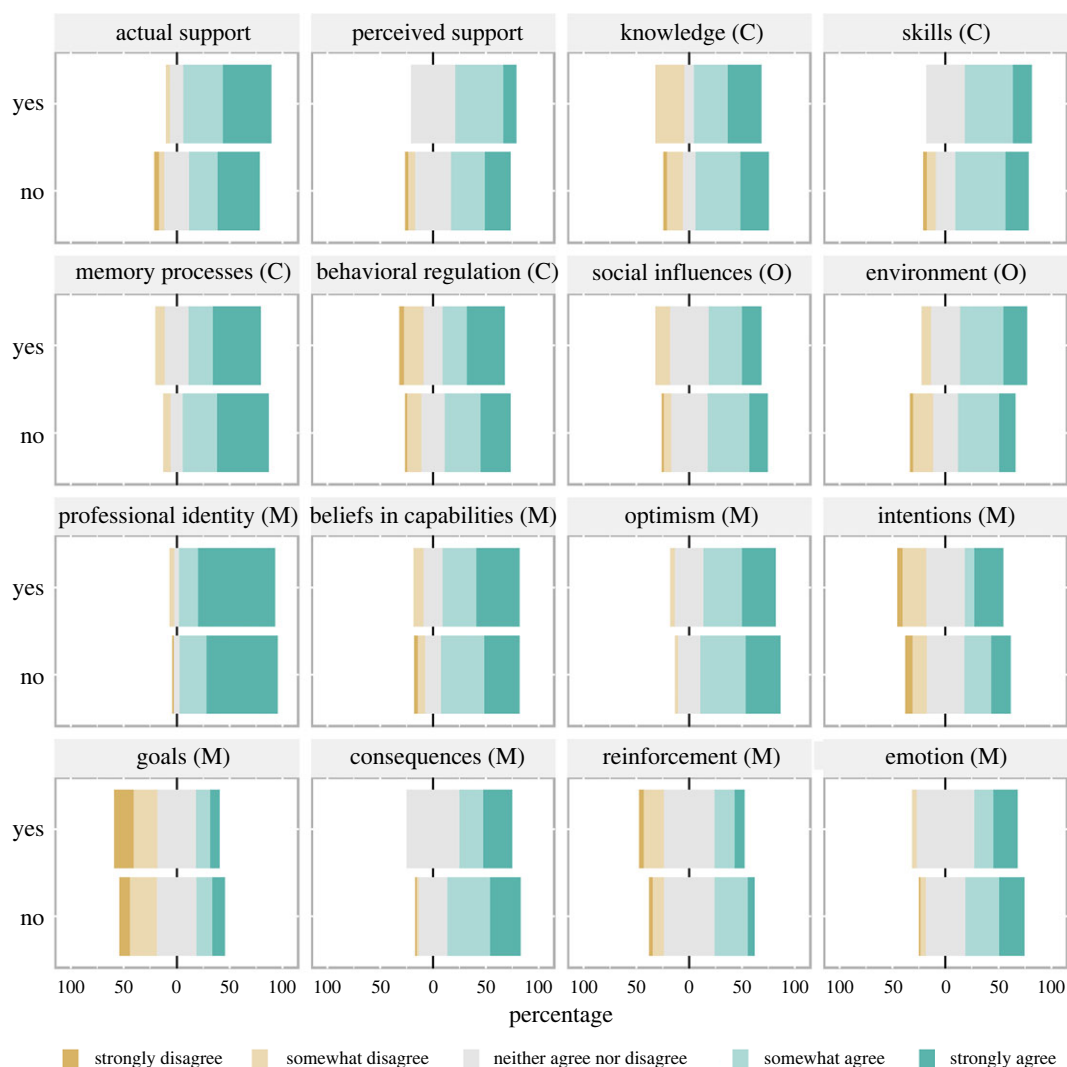 actual support perceived support knowledge (C) skills (C)
yes
no
memory processes (C) behavioral regulation (C) social influences (O) environment (O)
yes
no
professional identity (M) beliefs in capabilities (M) optimism (M) intentions (M)
yes
no
goals (M) consequences (M) reinforcement (M) emotion (M)
yes
no
100 50 0 50 100 100 50 0 50 100 100 50 0 50 100 100 50 0 50 100
percentage
strongly disagree somewhat disagree neither agree nor disagree somewhat agree strongly agree